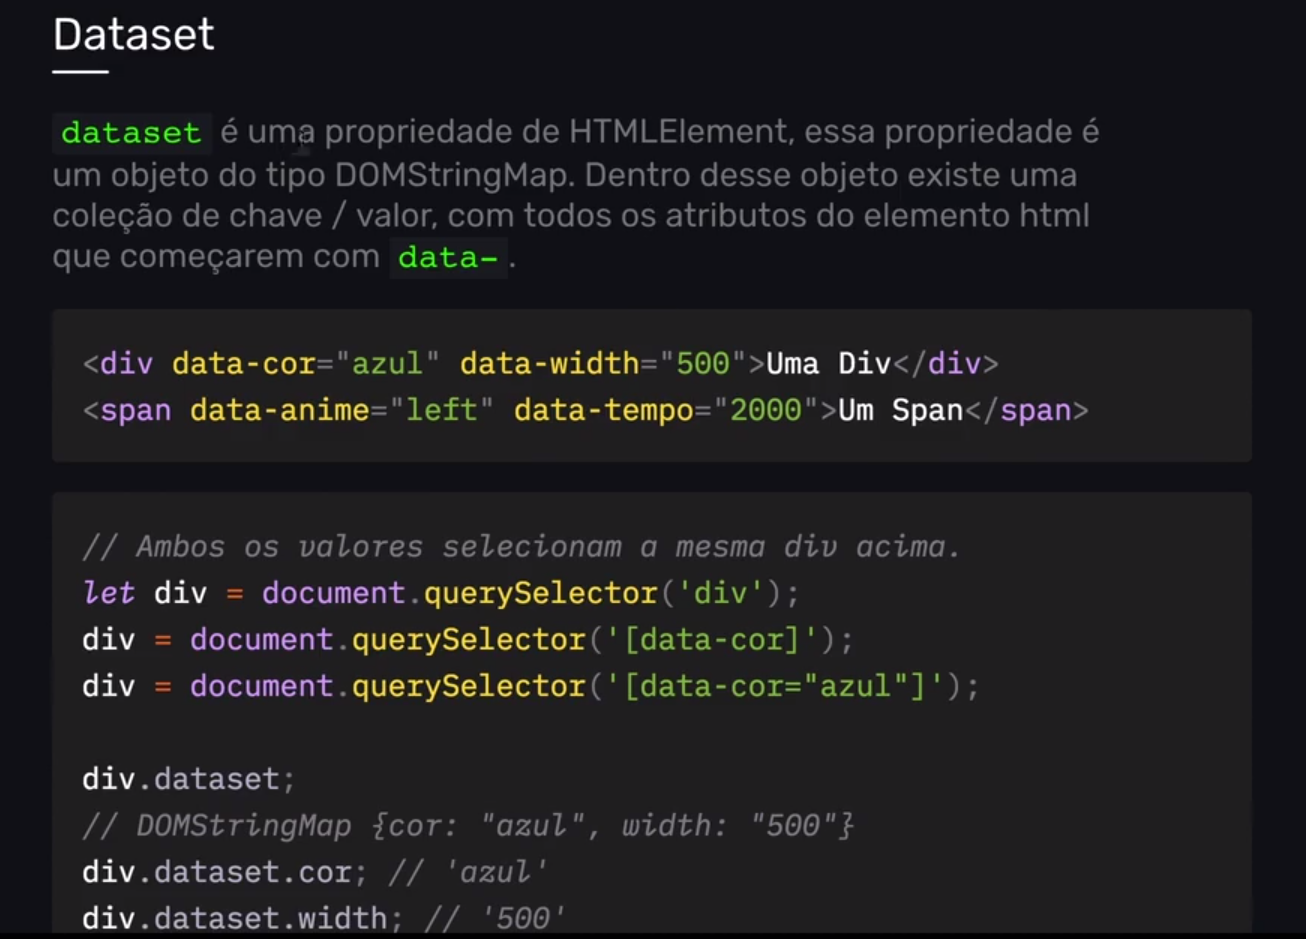 Dataset
dataset é uma propriedade de HTMLElement, essa propriedade é
um objeto do tipo DOMStringMap. Dentro desse objeto existe uma
coleção de chave / valor, com todos os atributos do elemento html
que começarem com data- .
<div data-cor="azul" data-width="500">Uma Div</div>
<span data-anime="left" data-tempo="2000">Um Span</span>
// Ambos os valores selecionam a mesma div acima.
let div = document.querySelector('div');
div = document.querySelector('[data-cor]');
div = document.querySelector('[data-cor="azul"]');
div.dataset;
// DOMStringMap {cor: "azul", width: "500"}
div.dataset.cor; // 'azul'
div.dataset.width; // '500'